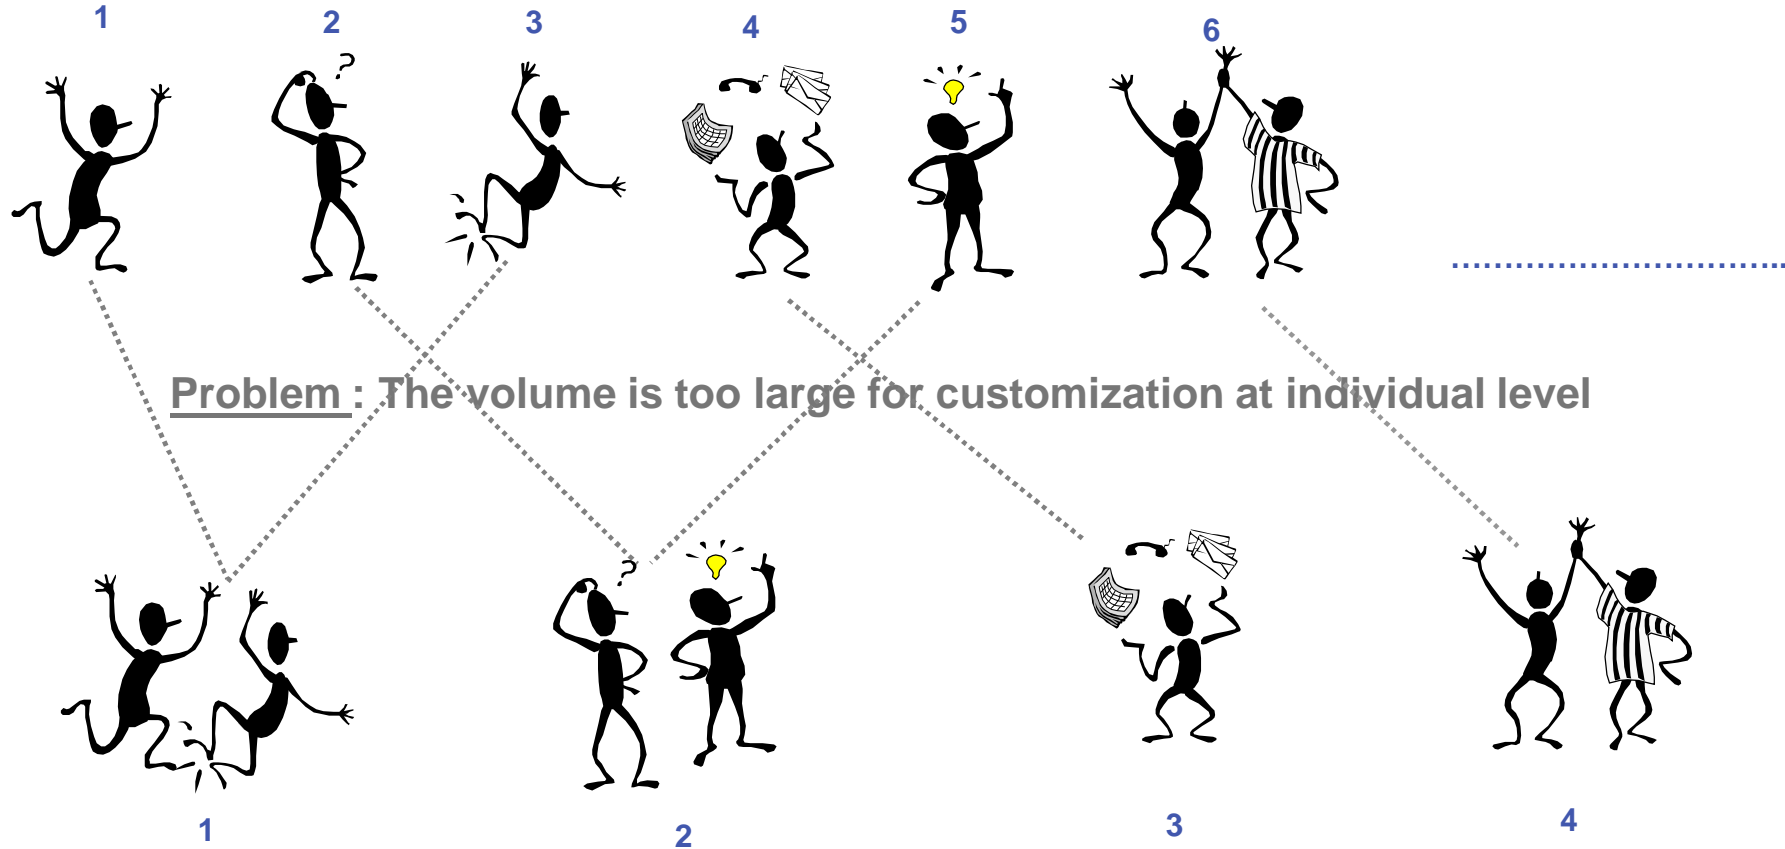 1 2 3 4 5 6
?
…………………………..
Problem : The volume is too large for customization at individual level
?
1 2 3 4